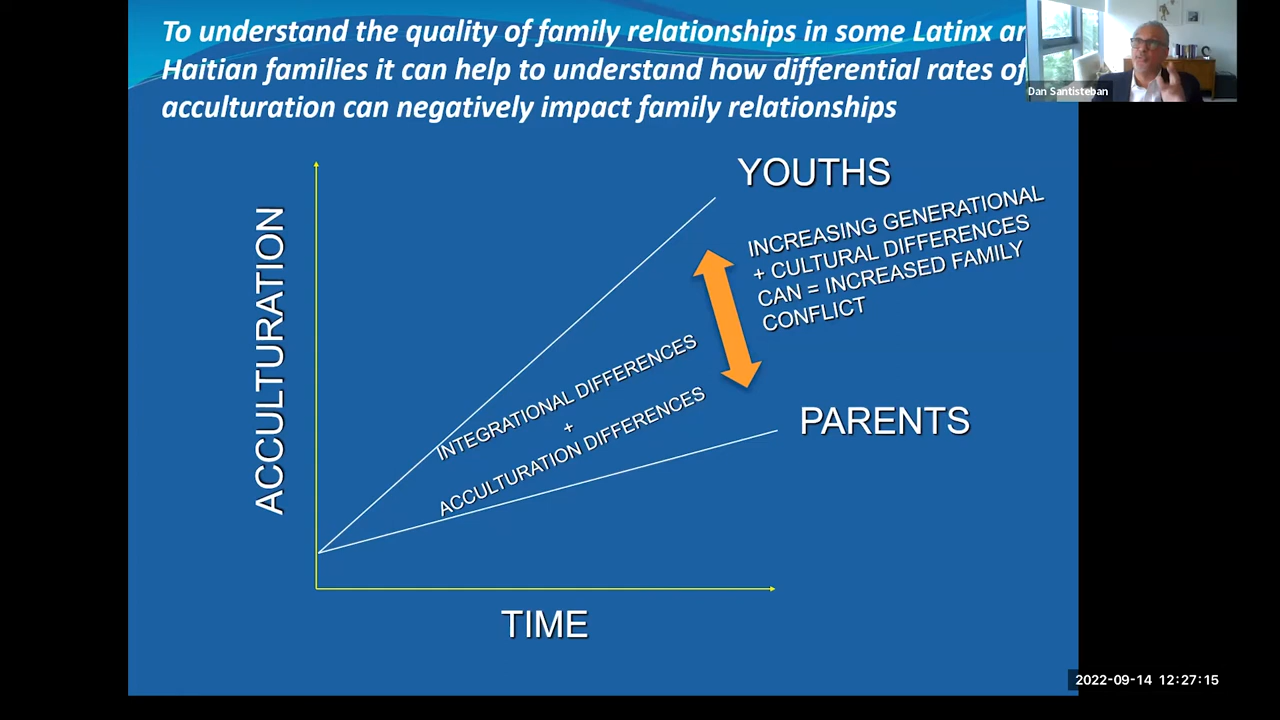 To understand the quality of family relationships in some Latinx
Haitian families it can help to understand how differential rates of
acculturation can negatively impact family relationships
Dan Santisteban
YOUTHS
INCREASING GENERATIONAL
+ CULTURAL DIFFERENCES
CAN = INCREASED FAMILY
CONFLICT
ACCULTURATION
INTEGRATIONAL DIFFERENCES
+
ACCULTURATION DIFFERENCES
PARENTS
TIME
2022-09-14 12:27:15